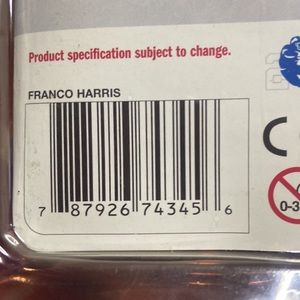 Product specification subject to change.
FRANCO HARRIS
7 87926 74345 6
0-3